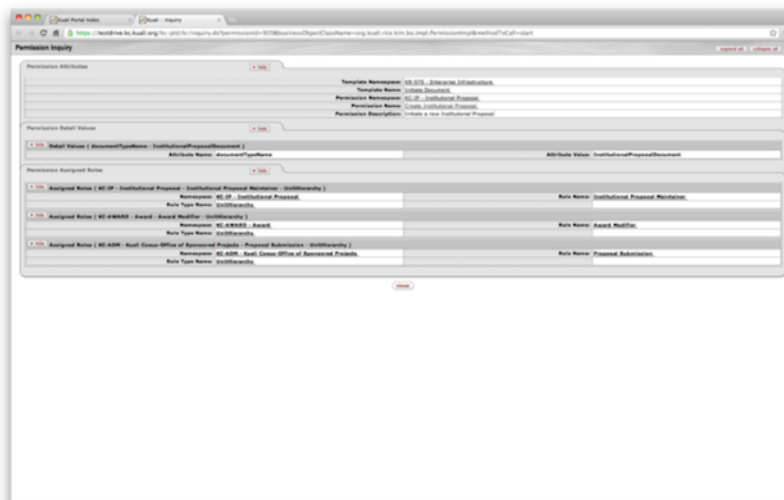 Kuali Portal Index
Kuali :: Inquiry
Permission Inquiry
expand all
collapse all
Permission Attributes
hide
Template Namespace: KR-SYS - Enterprise Infrastructure
Template Name: Initiate Document
Permission Namespace: KC-IP - Institutional Proposal
Permission Name: Create Institutional Proposal
Permission Description: Initiate a new Institutional Proposal
Permission Detail Values
hide
hide Detail Values ( documentTypeName - InstitutionalProposalDocument )
Attribute Name: documentTypeName Attribute Value: InstitutionalProposalDocument
Permission Assigned Roles
hide
hide Assigned Roles ( KC-IP - Institutional Proposal - Institutional Proposal Maintainer - UnitHierarchy )
Namespace: KC-IP - Institutional Proposal Role Name: Institutional Proposal Maintainer
Role Type Name: UnitHierarchy
hide Assigned Roles ( KC-AWARD - Award - Award Modifier - UnitHierarchy )
Namespace: KC-AWARD - Award Role Name: Award Modifier
Role Type Name: UnitHierarchy
hide Assigned Roles ( KC-ADM - Kuali Coeus-Office of Sponsored Projects - Proposal Submission - UnitHierarchy )
Namespace: KC-ADM - Kuali Coeus-Office of Sponsored Projects Role Name: Proposal Submission
Role Type Name: UnitHierarchy
close